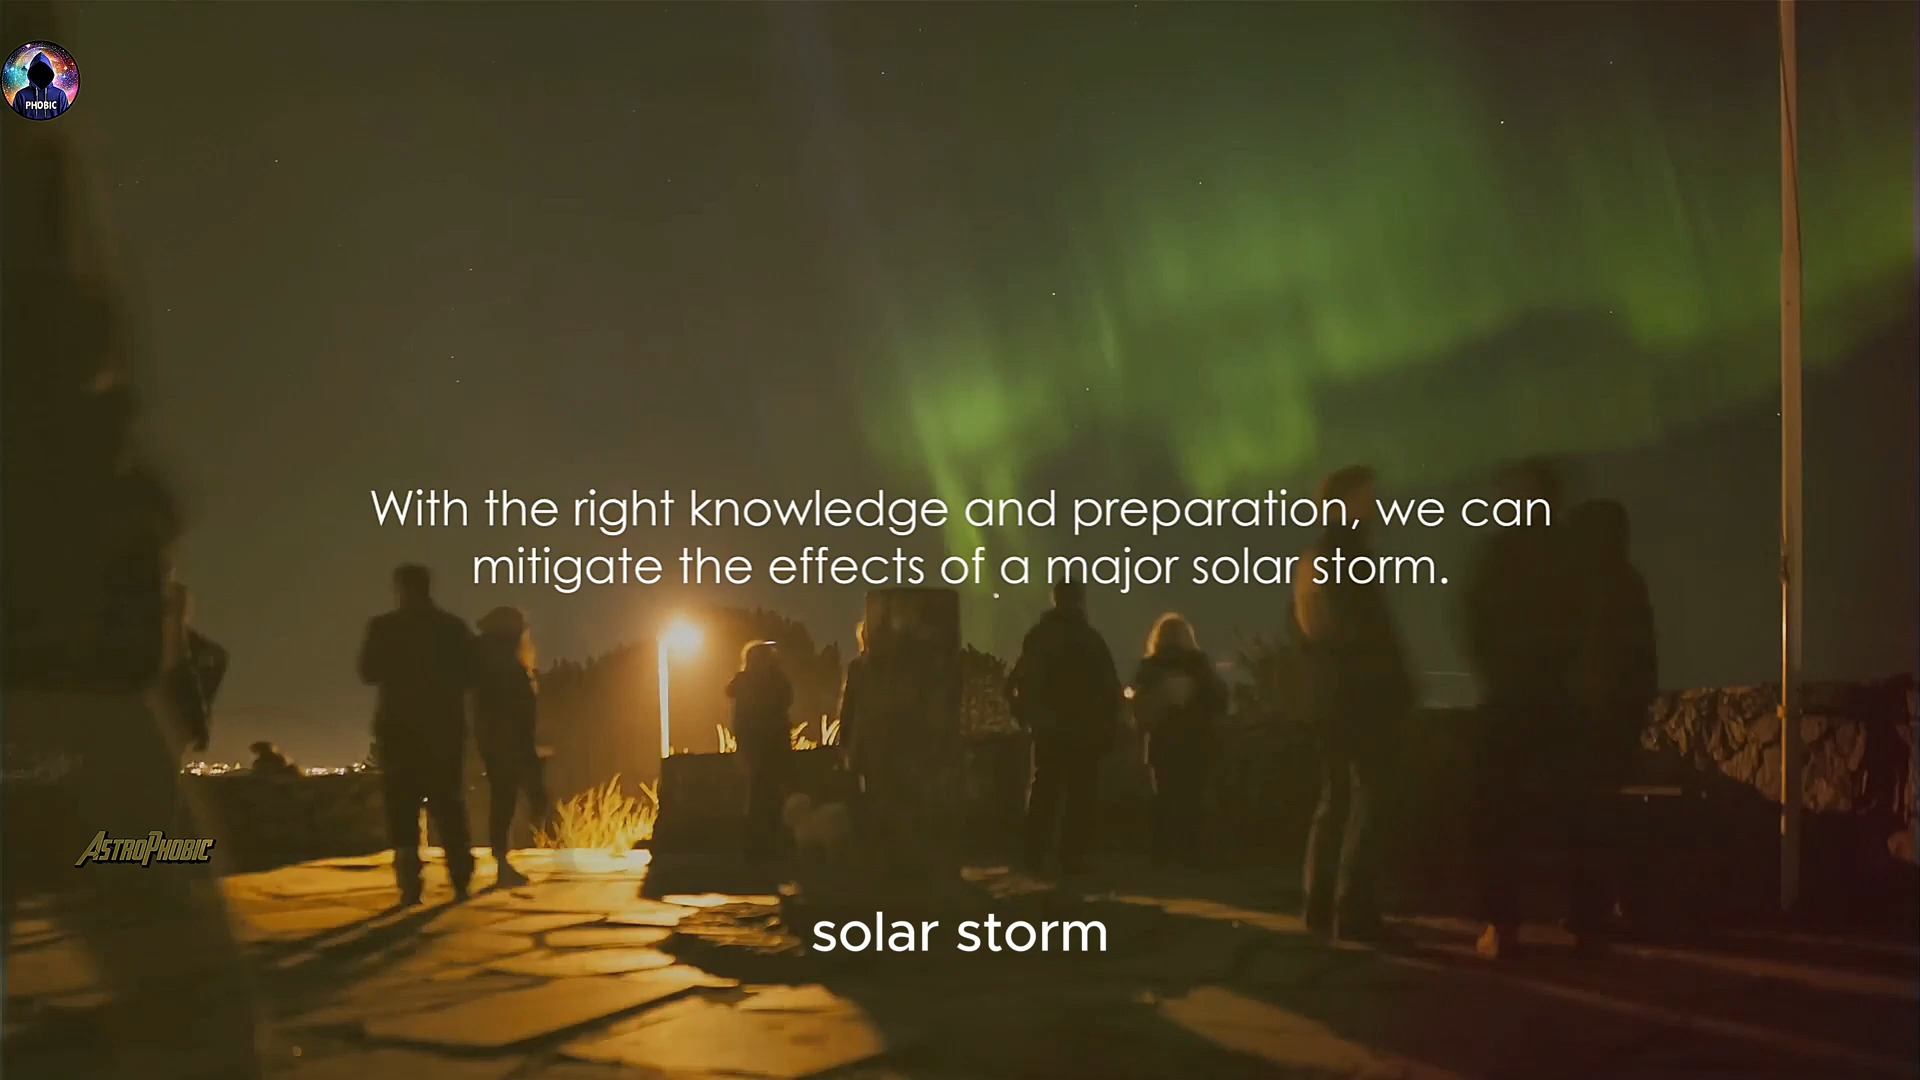 PHOBIC
With the right knowledge and preparation, we can
mitigate the effects of a major solar storm.
ASTROPHOBIC
solar storm